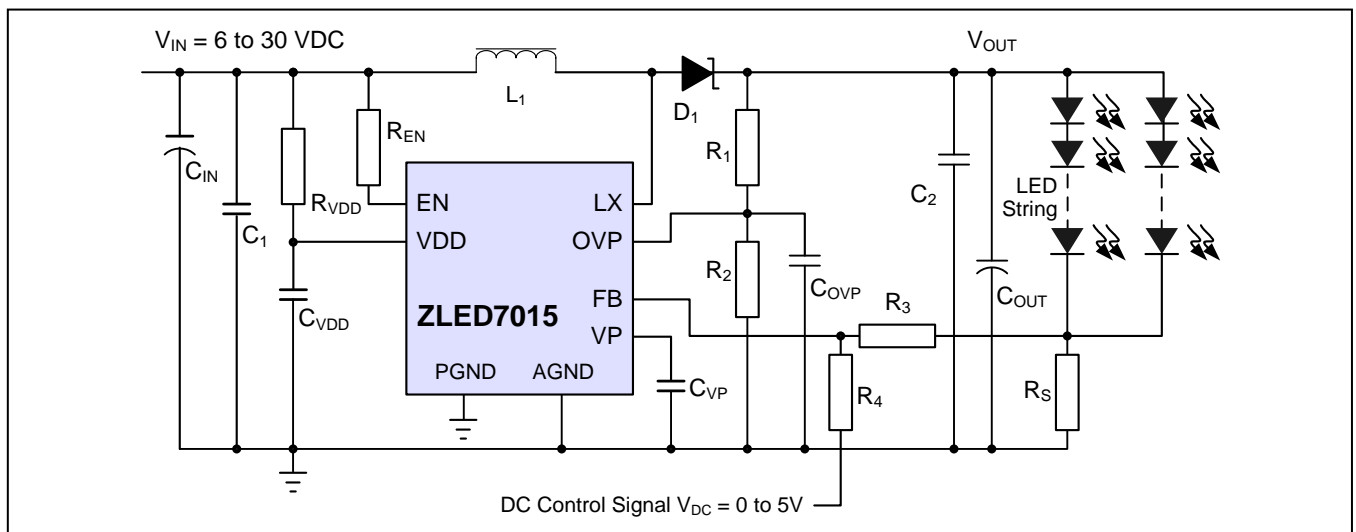 V_IN = 6 to 30 VDC
V_OUT
L_1
D_1
R_EN
R_1
C_IN
R_VDD
C_1
C_2
LED
String
EN
LX
VDD
OVP
R_2
C_OVP
C_OUT
FB
R_3
C_VDD
ZLED7015
VP
PGND
AGND
C_VP
R_4
R_S
DC Control Signal V_DC = 0 to 5V